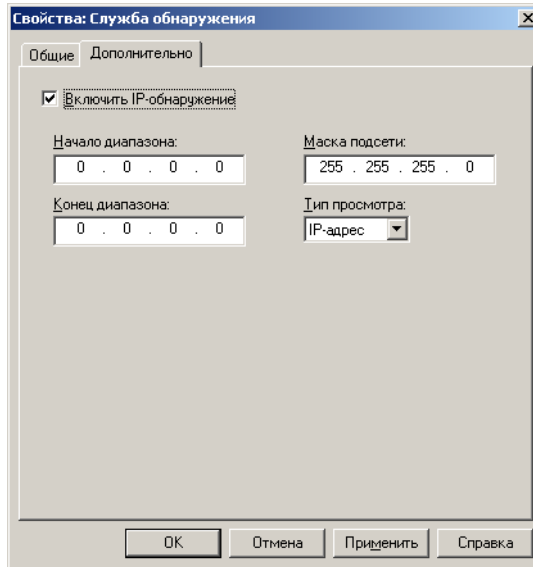 Свойства: Служба обнаружения
Общие Дополнительно
Включить IP-обнаружение
Начало диапазона: Маска подсети:
0 . 0 . 0 . 0 255 . 255 . 255 . 0
Конец диапазона: Тип просмотра:
0 . 0 . 0 . 0 IP-адрес
OK Отмена Применить Справка